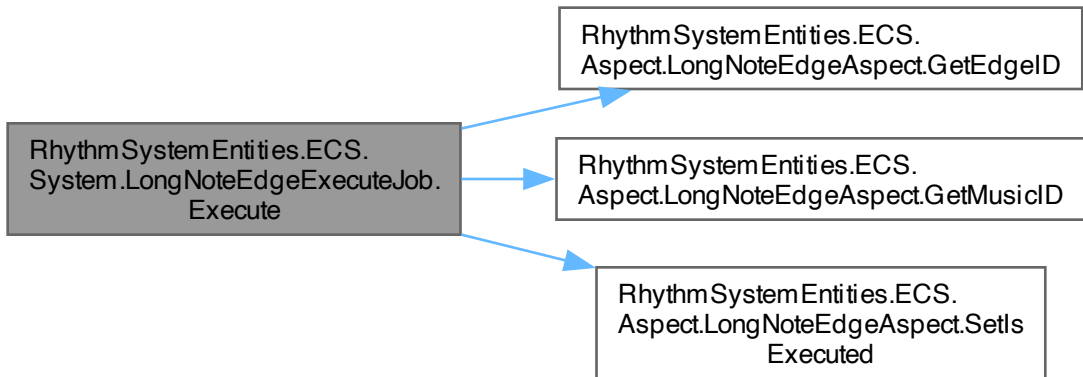 RhythmSystemEntities.ECS.
Aspect.LongNoteEdgeAspect.GetEdgeID
RhythmSystemEntities.ECS.
System.LongNoteEdgeExecuteJob.
Execute
RhythmSystemEntities.ECS.
Aspect.LongNoteEdgeAspect.GetMusicID
RhythmSystemEntities.ECS.
Aspect.LongNoteEdgeAspect.SetIs
Executed